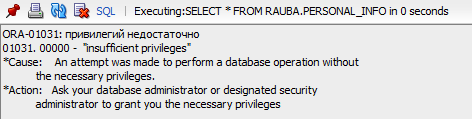 SQL | Executing:SELECT * FROM RAUBA.PERSONAL_INFO in 0 seconds
ORA-01031: привилегий недостаточно
01031. 00000 -  "insufficient privileges"
*Cause:    An attempt was made to perform a database operation without
the necessary privileges.
*Action:   Ask your database administrator or designated security
administrator to grant you the necessary privileges